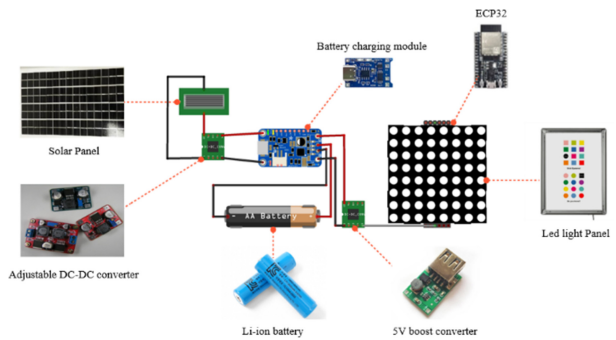 ECP32
Battery charging module
Solar Panel
AA Battery
Led light Panel
Adjustable DC-DC converter
Li-ion battery
5V boost converter